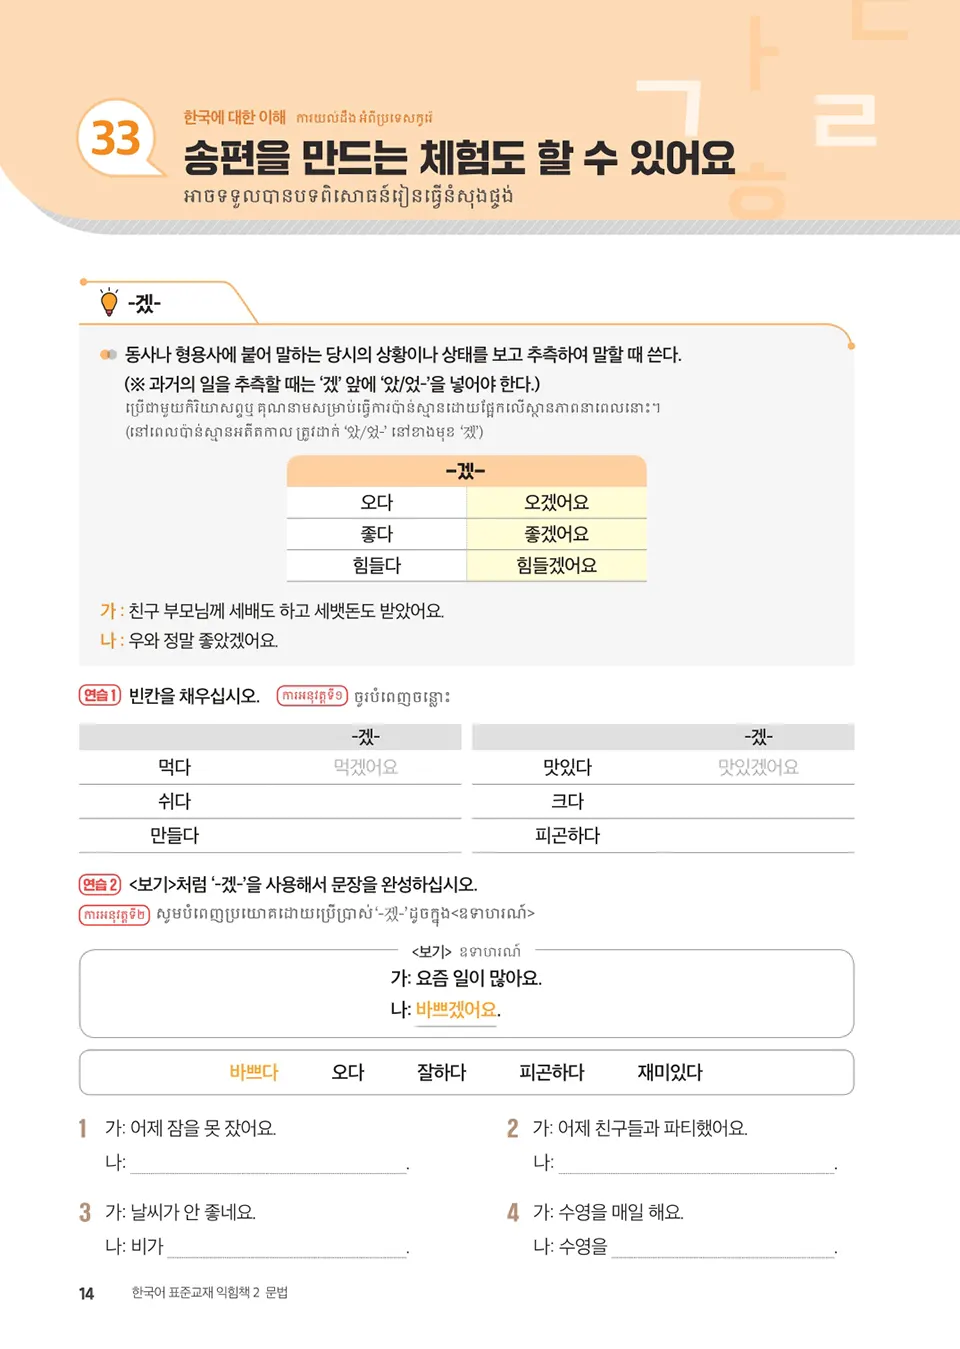 33
한국에 대한 이해 ការយល់ដឹង អំពីប្រទេសកូរ៉េ
송편을 만드는 체험도 할 수 있어요
អាចទទួលបានបទពិសោធន៍រៀនធ្វើនំសុងផ្យុង
-겠-
동사나 형용사에 붙어 말하는 당시의 상황이나 상태를 보고 추측하여 말할 때 쓴다.
(※ 과거의 일을 추측할 때는 ‘겠’ 앞에 ‘았/었-’을 넣어야 한다.)
ប្រើជាមួយកិរិយាសព្ទឬ គុណនាមសម្រាប់ធ្វើការប៉ាន់ស្មានដោយផ្អែកលើស្ថានភាពនាពេលនោះ។
(នៅពេលប៉ាន់ស្មានអតីតកាល ត្រូវដាក់ ‘았/었-’ នៅខាងមុខ ‘겠’)
-겠-
오다 오겠어요
좋다 좋겠어요
힘들다 힘들겠어요
가 : 친구 부모님께 세배도 하고 세뱃돈도 받았어요.
나 : 우와 정말 좋았겠어요.
연습 1 빈칸을 채우십시오. ការអនុវត្តទី១ ចូរបំពេញចន្លោះ
-겠- -겠-
먹다 먹겠어요 맛있다 맛있겠어요
쉬다 크다
만들다 피곤하다
연습 2 <보기>처럼 ‘-겠-’을 사용해서 문장을 완성하십시오.
ការអនុវត្តទី២ សូមបំពេញប្រយោគដោយប្រើប្រាស់ ‘-겠-’ ដូចក្នុង<ឧទាហរណ៍>
<보기> ឧទាហរណ៍
가: 요즘 일이 많아요.
나: 바쁘겠어요.
바쁘다 오다 잘하다 피곤하다 재미있다
1 가: 어제 잠을 못 잤어요.
나: .
2 가: 어제 친구들과 파티했어요.
나: .
3 가: 날씨가 안 좋네요.
나: 비가 .
4 가: 수영을 매일 해요.
나: 수영을 .
14 한국어 표준교재 익힘책 2 문법